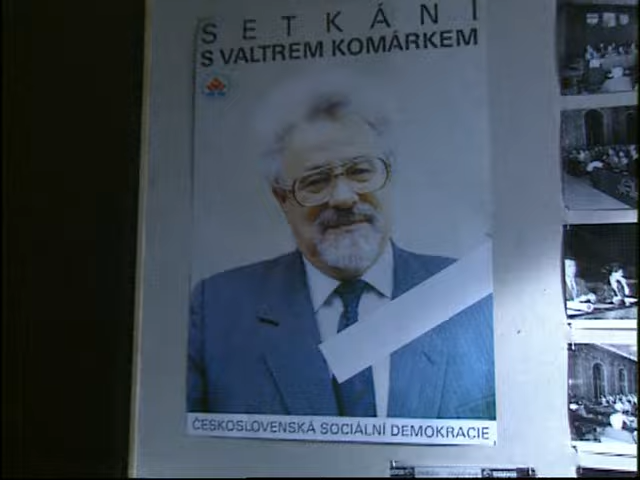 SETKÁNÍ
S VALTREM KOMÁRKEM
ČESKOSLOVENSKÁ SOCIÁLNÍ DEMOKRACIE